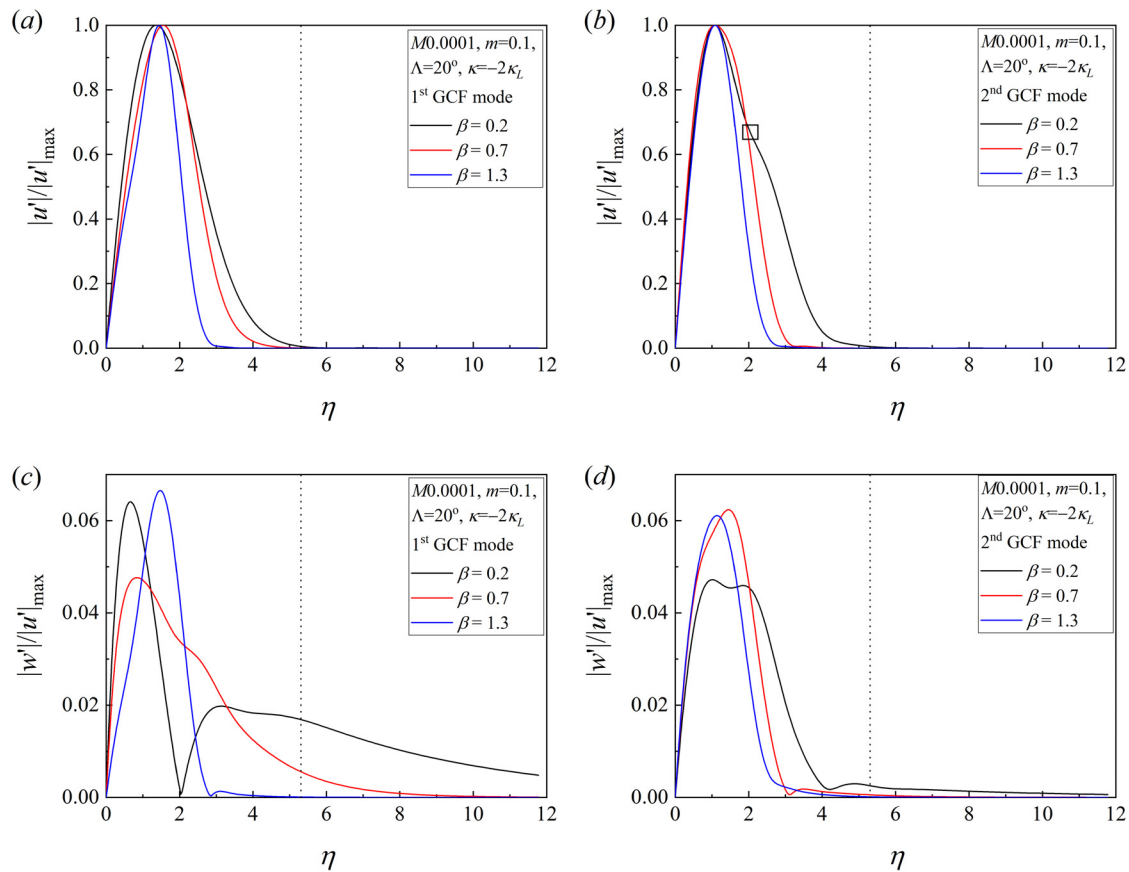 (a)
1.0
0.8
0.6
0.4
0.2
0.0
|u'|/|u'|max
0 2 4 6 8 10 12
η
M0.0001, m=0.1,
Λ=20°, κ=−2κL
1st GCF mode
β = 0.2
β = 0.7
β = 1.3
(b)
1.0
0.8
0.6
0.4
0.2
0.0
|u'|/|u'|max
0 2 4 6 8 10 12
η
M0.0001, m=0.1,
Λ=20°, κ=−2κL
2nd GCF mode
β = 0.2
β = 0.7
β = 1.3
(c)
0.06
0.04
0.02
0.00
|w'|/|u'|max
0 2 4 6 8 10 12
η
M0.0001, m=0.1,
Λ=20°, κ=−2κL
1st GCF mode
β = 0.2
β = 0.7
β = 1.3
(d)
0.06
0.04
0.02
0.00
|w'|/|u'|max
0 2 4 6 8 10 12
η
M0.0001, m=0.1,
Λ=20°, κ=−2κL
2nd GCF mode
β = 0.2
β = 0.7
β = 1.3